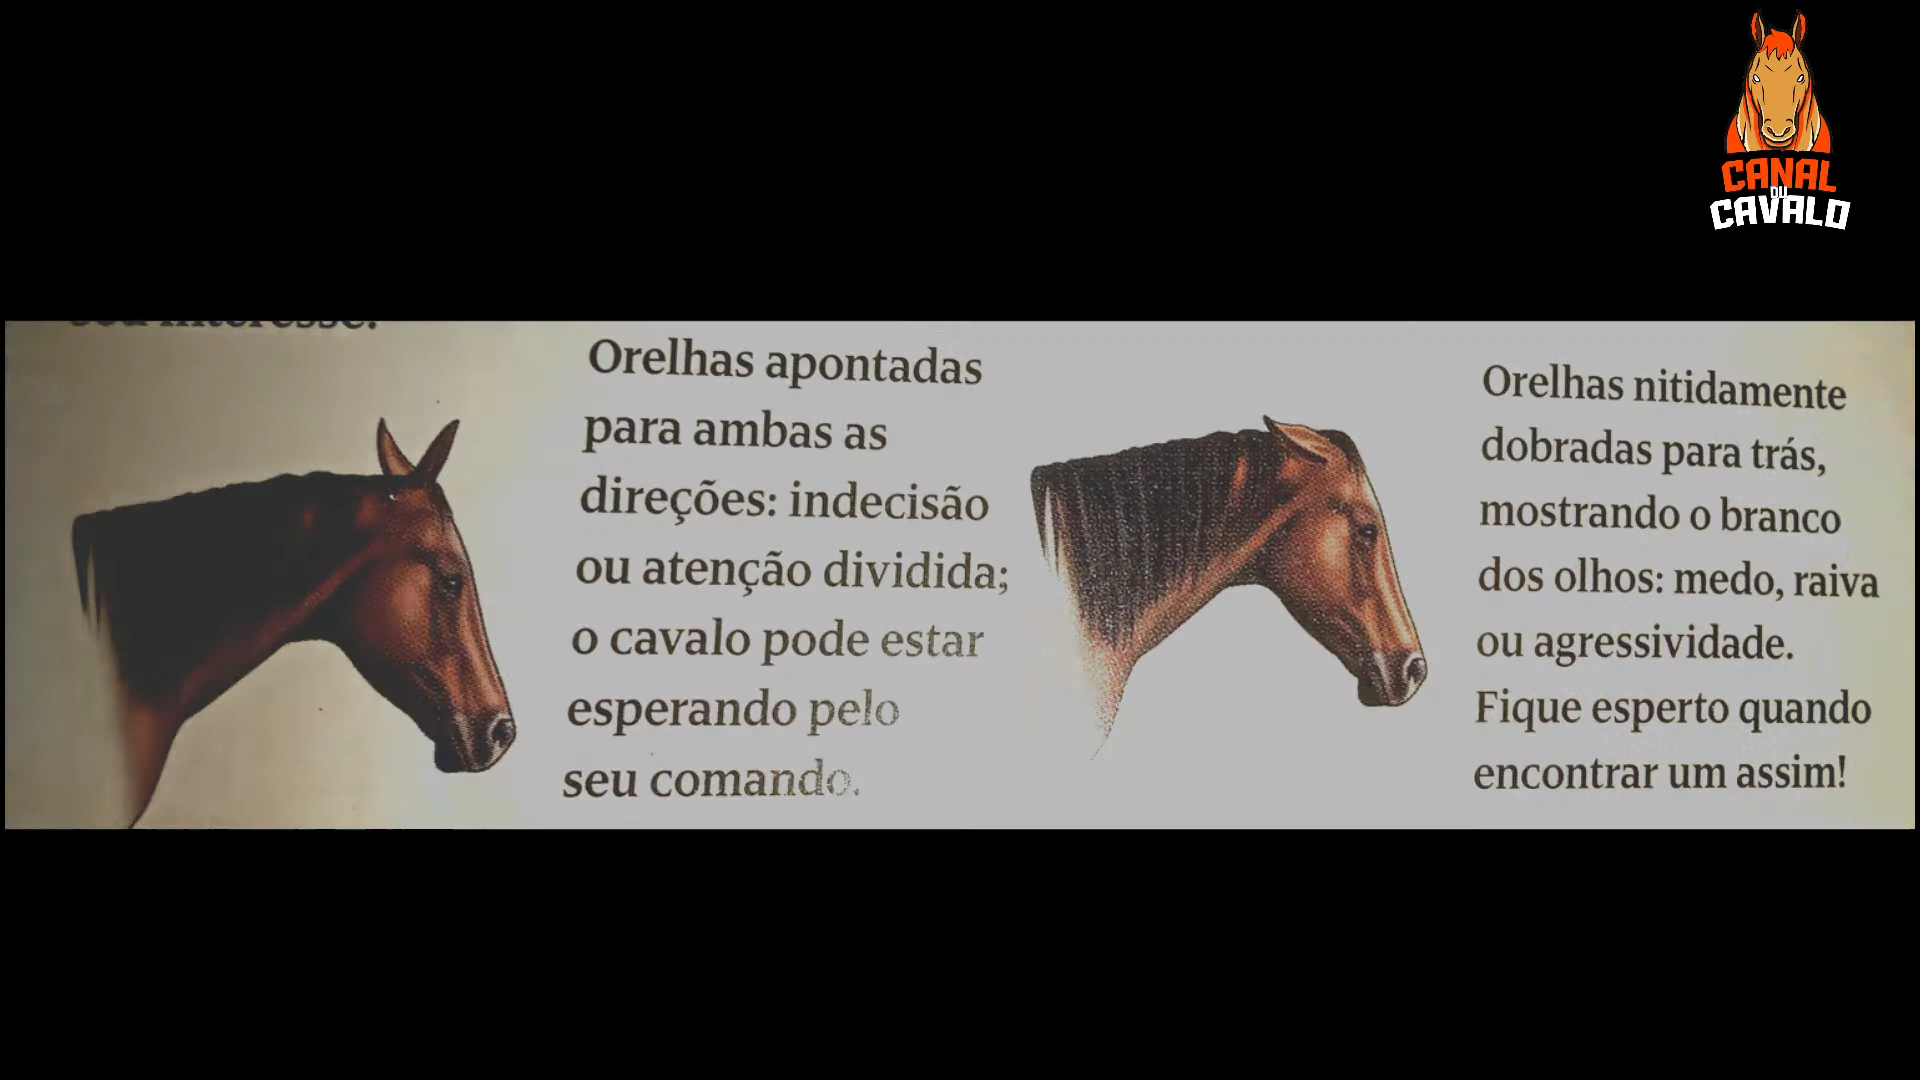 CANAL
DU
CAVALO
Orelhas apontadas
para ambas as
direções: indecisão
ou atenção dividida;
o cavalo pode estar
esperando pelo
seu comando.
Orelhas nitidamente
dobradas para trás,
mostrando o branco
dos olhos: medo, raiva
ou agressividade.
Fique esperto quando
encontrar um assim!